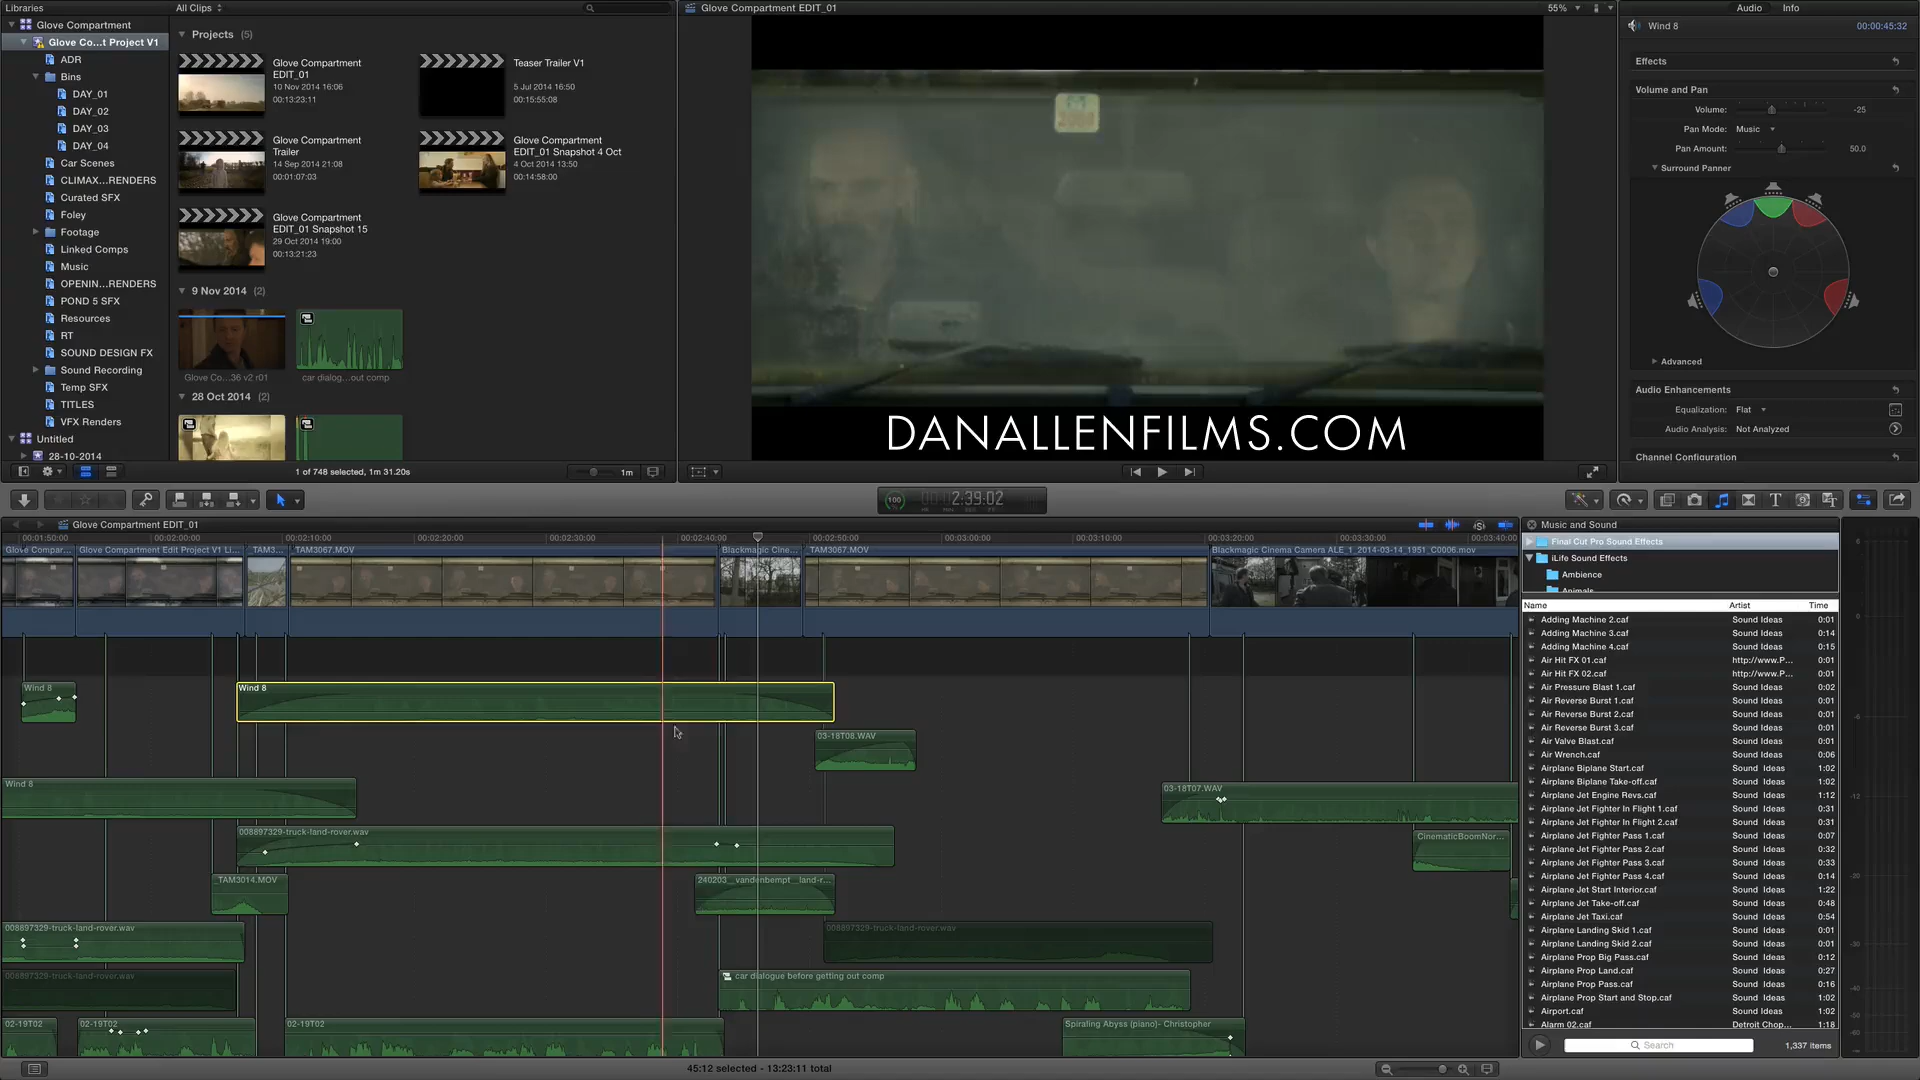 Libraries
All Clips
Glove Compartment EDIT_01
55%
Audio
Info
Glove Compartment
Glove Co...t Project V1
ADR
Bins
DAY_01
DAY_02
DAY_03
DAY_04
Car Scenes
CLIMAX...RENDERS
Curated SFX
Foley
Footage
Linked Comps
Music
OPENIN...RENDERS
POND 5 SFX
Resources
RT
SOUND DESIGN FX
Sound Recording
Temp SFX
TITLES
VFX Renders
Untitled
28-10-2014
Projects (5)
Glove Compartment EDIT_01
10 Nov 2014 16:06
00:13:23:11
Teaser Trailer V1
5 Jul 2014 16:50
00:15:55:08
Glove Compartment Trailer
14 Sep 2014 21:08
00:01:07:03
Glove Compartment EDIT_01 Snapshot 4 Oct
4 Oct 2014 13:50
00:14:58:00
Glove Compartment EDIT_01 Snapshot 15
29 Oct 2014 19:00
00:13:21:23
9 Nov 2014 (2)
Glove Co...36 v2 r01
car dialog...out comp
28 Oct 2014 (2)
1 of 748 selected, 1m 31.20s
1m
DANALLENFILMS.COM
Wind 8
00:00:45:32
Effects
Volume and Pan
Volume: -25
Pan Mode: Music
Pan Amount: 50.0
Surround Panner
Advanced
Audio Enhancements
Equalization: Flat
Audio Analysis: Not Analyzed
Channel Configuration
100
2:39:02
Glove Compartment EDIT_01
00:01:50:00
00:02:00:00
00:02:10:00
00:02:20:00
00:02:30:00
00:02:40:00
00:02:50:00
00:03:00:00
00:03:10:00
00:03:20:00
00:03:30:00
00:03:40:00
Glove Compar...
Glove Compartment Edit Project V1 Li...
TAM3...
TAM3067.MOV
Blackmagic Cine...
TAM3067.MOV
Blackmagic Cinema Camera ALE_1_2014-03-14_1951_C0006.mov
Wind 8
Wind 8
03-18T08.WAV
Wind 8
03-18T07.WAV
008897329-truck-land-rover.wav
CinematicBoomNor...
_TAM3014.MOV
240203__vandenbempt__land-r...
008897329-truck-land-rover.wav
008897329-truck-land-rover.wav
008897329-truck-land-rover.wav
car dialogue before getting out comp
02-19T02
02-19T02
02-19T02
Spiraling Abyss (piano)- Christopher
45:12 selected - 13:23:11 total
Music and Sound
Final Cut Pro Sound Effects
iLife Sound Effects
Ambience
Animals
Name Artist Time
Adding Machine 2.caf Sound Ideas 0:01
Adding Machine 3.caf Sound Ideas 0:14
Adding Machine 4.caf Sound Ideas 0:15
Air Hit FX 01.caf http://www.P... 0:01
Air Hit FX 02.caf http://www.P... 0:01
Air Pressure Blast 1.caf Sound Ideas 0:02
Air Reverse Burst 1.caf Sound Ideas 0:01
Air Reverse Burst 2.caf Sound Ideas 0:01
Air Reverse Burst 3.caf Sound Ideas 0:01
Air Valve Blast.caf Sound Ideas 0:01
Air Wrench.caf Sound Ideas 0:06
Airplane Biplane Start.caf Sound Ideas 1:02
Airplane Biplane Take-off.caf Sound Ideas 1:02
Airplane Jet Engine Revs.caf Sound Ideas 1:12
Airplane Jet Fighter In Flight 1.caf Sound Ideas 0:31
Airplane Jet Fighter In Flight 2.caf Sound Ideas 0:31
Airplane Jet Fighter Pass 1.caf Sound Ideas 0:07
Airplane Jet Fighter Pass 2.caf Sound Ideas 0:32
Airplane Jet Fighter Pass 3.caf Sound Ideas 0:33
Airplane Jet Fighter Pass 4.caf Sound Ideas 0:14
Airplane Jet Start Interior.caf Sound Ideas 1:22
Airplane Jet Take-off.caf Sound Ideas 0:48
Airplane Jet Taxi.caf Sound Ideas 0:54
Airplane Landing Skid 1.caf Sound Ideas 0:01
Airplane Landing Skid 2.caf Sound Ideas 0:01
Airplane Prop Big Pass.caf Sound Ideas 0:12
Airplane Prop Land.caf Sound Ideas 0:27
Airplane Prop Pass.caf Sound Ideas 0:16
Airplane Prop Start and Stop.caf Sound Ideas 1:02
Airport.caf Sound Ideas 1:02
Alarm 02.caf Detroit Chop... 1:18
Search
1,337 items
6
0
-6
-12
-20
-30
-40
-50
-60